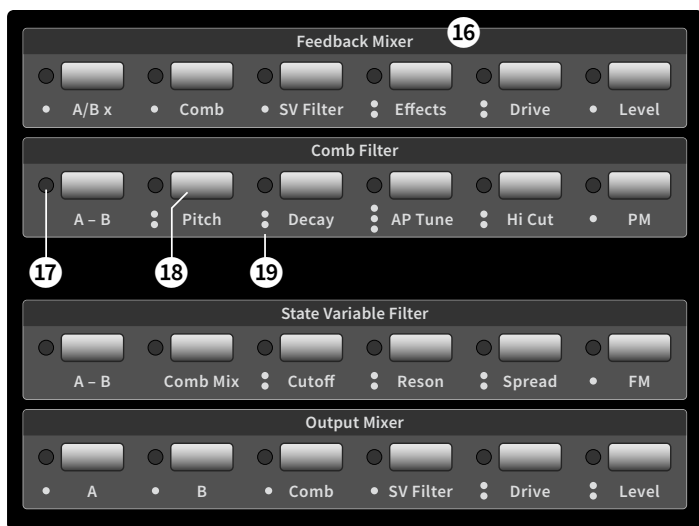 Feedback Mixer 16
A/B x Comb SV Filter Effects Drive Level
Comb Filter
A – B Pitch Decay AP Tune Hi Cut PM
17 18 19
State Variable Filter
A – B Comb Mix Cutoff Reson Spread FM
Output Mixer
A B Comb SV Filter Drive Level